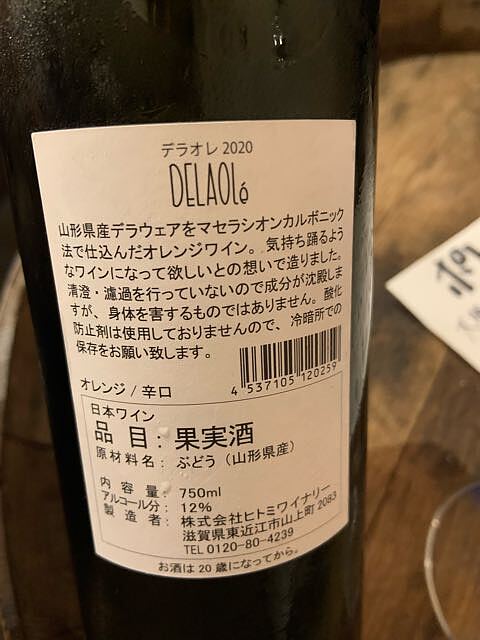 デラオレ 2020
DELAOLé
山形県産デラウェアをマセラシオンカルボニック
法で仕込んだオレンジワイン。気持ち踊るよう
なワインになって欲しいとの想いで造りました。
清澄・濾過を行っていないので成分が沈殿しま
すが、身体を害するものではありません。酸化
防止剤は使用しておりませんので、冷暗所での
保存をお願い致します。
4 537105 120259
オレンジ / 辛口
日本ワイン
品 目: 果実酒
原材料名: ぶどう (山形県産)
内 容 量: 750ml
アルコール分: 12%
製 造 者: 株式会社ヒトミワイナリー
滋賀県東近江市山上町 2083
TEL 0120-80-4239
お酒は 20 歳になってから。